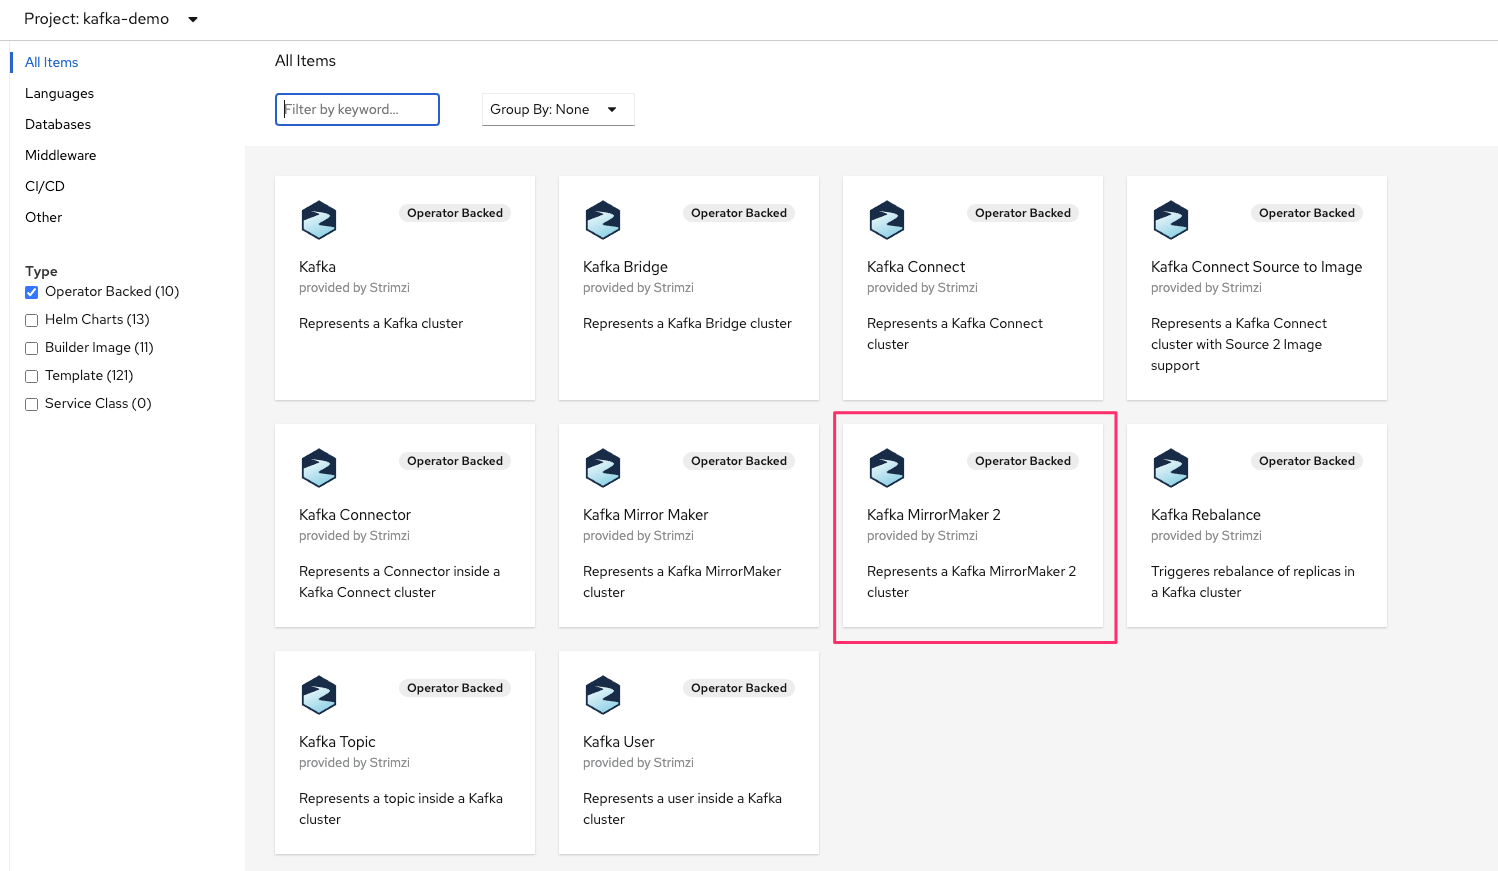 Project: kafka-demo
All Items
Languages
Databases
Middleware
CI/CD
Other
Type
Operator Backed (10)
Helm Charts (13)
Builder Image (11)
Template (121)
Service Class (0)
All Items
Filter by keyword...
Group By: None
Operator Backed
Kafka
provided by Strimzi
Represents a Kafka cluster
Operator Backed
Kafka Bridge
provided by Strimzi
Represents a Kafka Bridge cluster
Operator Backed
Kafka Connect
provided by Strimzi
Represents a Kafka Connect
cluster
Operator Backed
Kafka Connect Source to Image
provided by Strimzi
Represents a Kafka Connect
cluster with Source 2 Image
support
Operator Backed
Kafka Connector
provided by Strimzi
Represents a Connector inside a
Kafka Connect cluster
Operator Backed
Kafka Mirror Maker
provided by Strimzi
Represents a Kafka MirrorMaker
cluster
Operator Backed
Kafka MirrorMaker 2
provided by Strimzi
Represents a Kafka MirrorMaker 2
cluster
Operator Backed
Kafka Rebalance
provided by Strimzi
Triggeres rebalance of replicas in
a Kafka cluster
Operator Backed
Kafka Topic
provided by Strimzi
Represents a topic inside a Kafka
cluster
Operator Backed
Kafka User
provided by Strimzi
Represents a user inside a Kafka
cluster